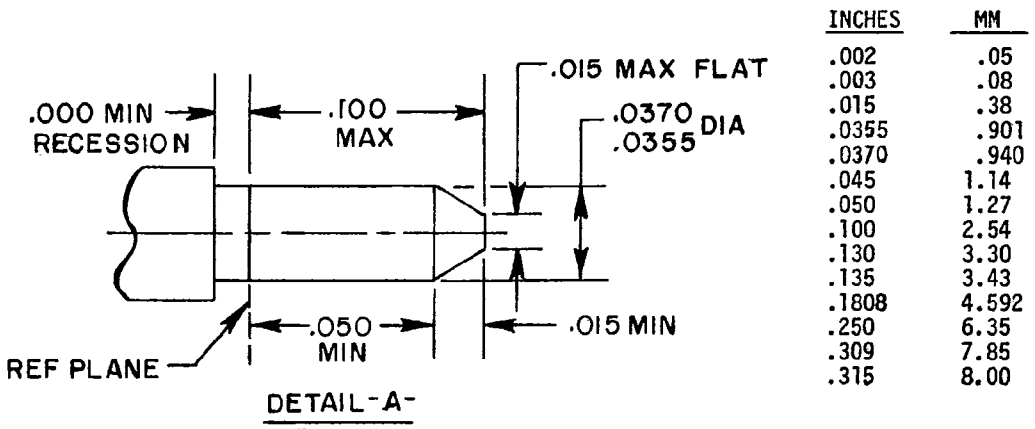 .015 MAX FLAT
.000 MIN
RECESSION
.100
MAX
.0370
.0355 DIA
.050
MIN
.015 MIN
REF PLANE
DETAIL-A-
INCHES MM
.002 .05
.003 .08
.015 .38
.0355 .901
.0370 .940
.045 1.14
.050 1.27
.100 2.54
.130 3.30
.135 3.43
.1808 4.592
.250 6.35
.309 7.85
.315 8.00